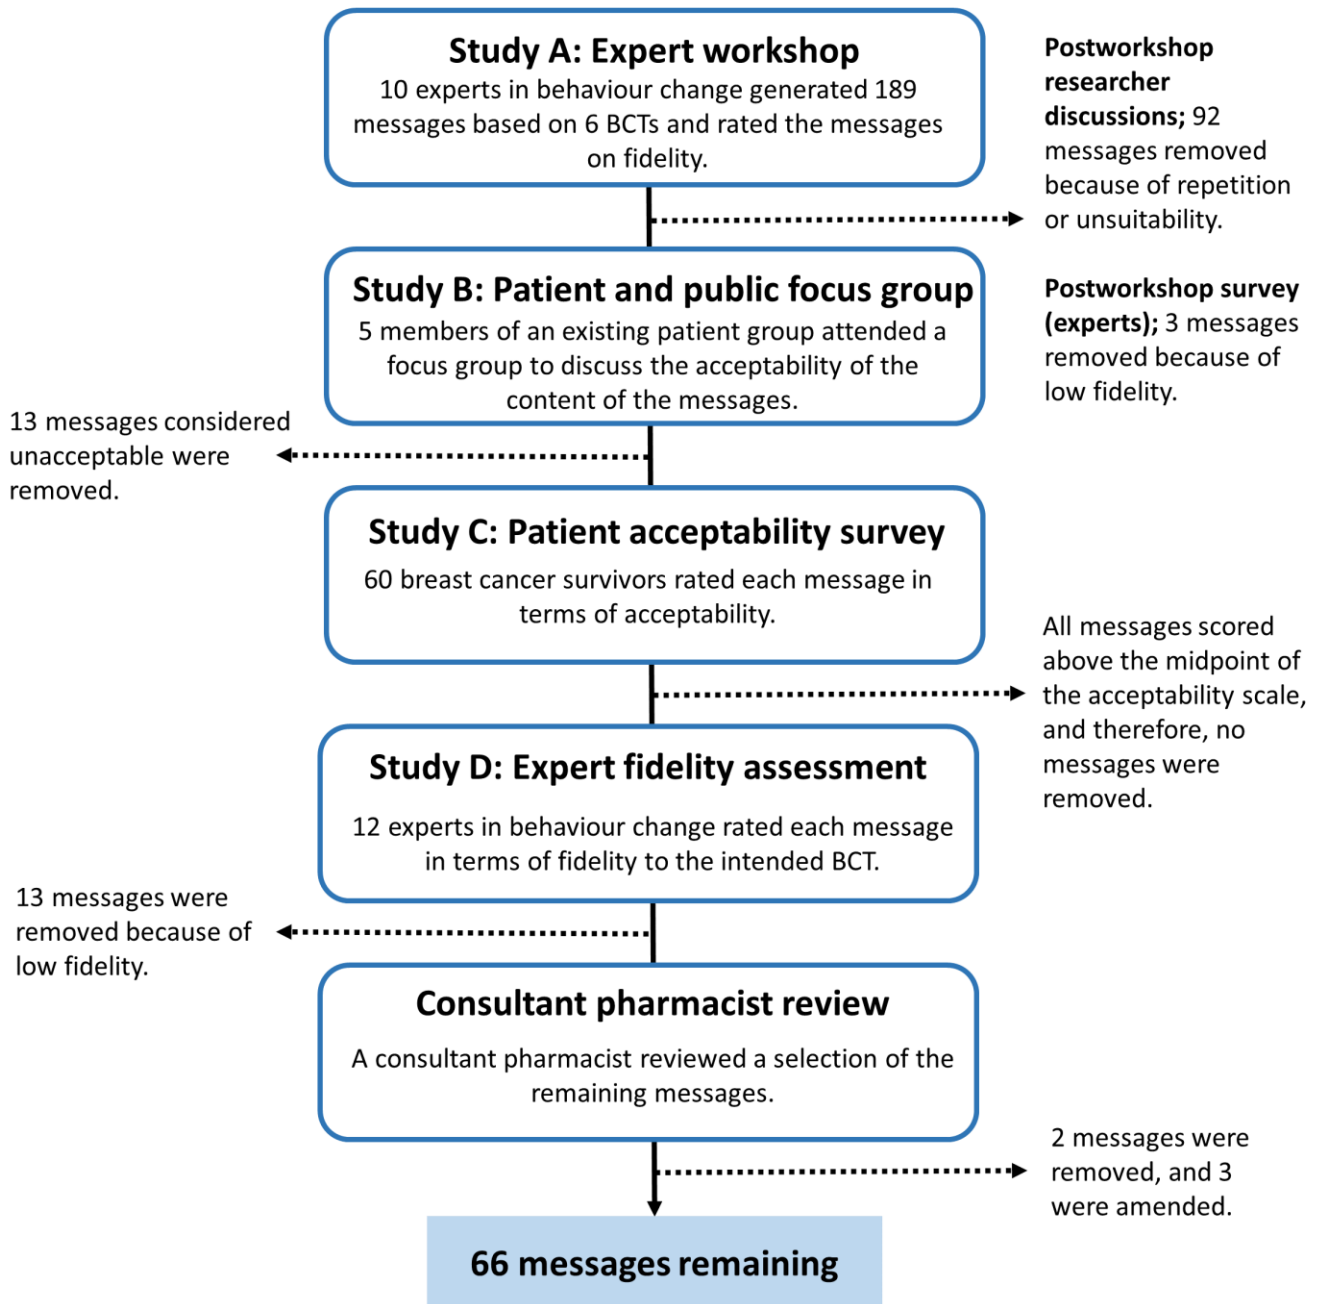 Study A: Expert workshop
10 experts in behaviour change generated 189
messages based on 6 BCTs and rated the messages
on fidelity.
Postworkshop
researcher
discussions; 92
messages removed
because of repetition
or unsuitability.
Study B: Patient and public focus group
5 members of an existing patient group attended a
focus group to discuss the acceptability of the
content of the messages.
Postworkshop survey
(experts); 3 messages
removed because of
low fidelity.
13 messages considered
unacceptable were
removed.
Study C: Patient acceptability survey
60 breast cancer survivors rated each message in
terms of acceptability.
All messages scored
above the midpoint of
the acceptability scale,
and therefore, no
messages were
removed.
Study D: Expert fidelity assessment
12 experts in behaviour change rated each message
in terms of fidelity to the intended BCT.
13 messages were
removed because of
low fidelity.
Consultant pharmacist review
A consultant pharmacist reviewed a selection of the
remaining messages.
2 messages were
removed, and 3
were amended.
66 messages remaining